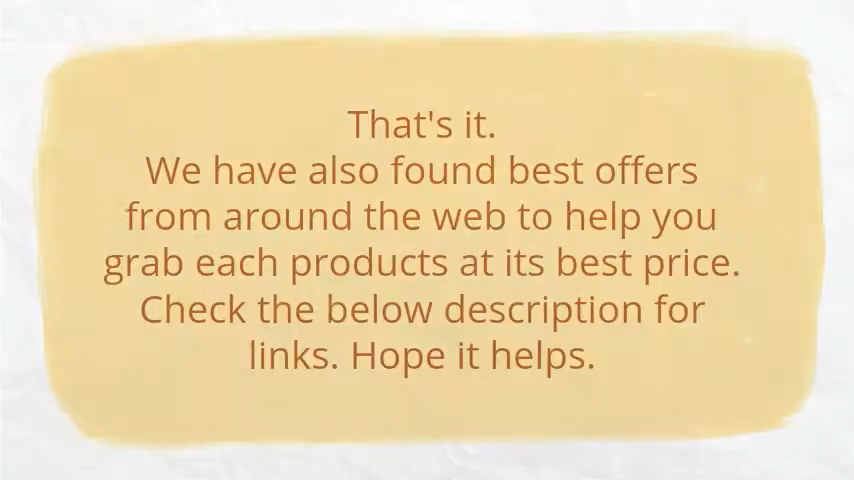 That's it.
We have also found best offers
from around the web to help you
grab each products at its best price.
Check the below description for
links. Hope it helps.